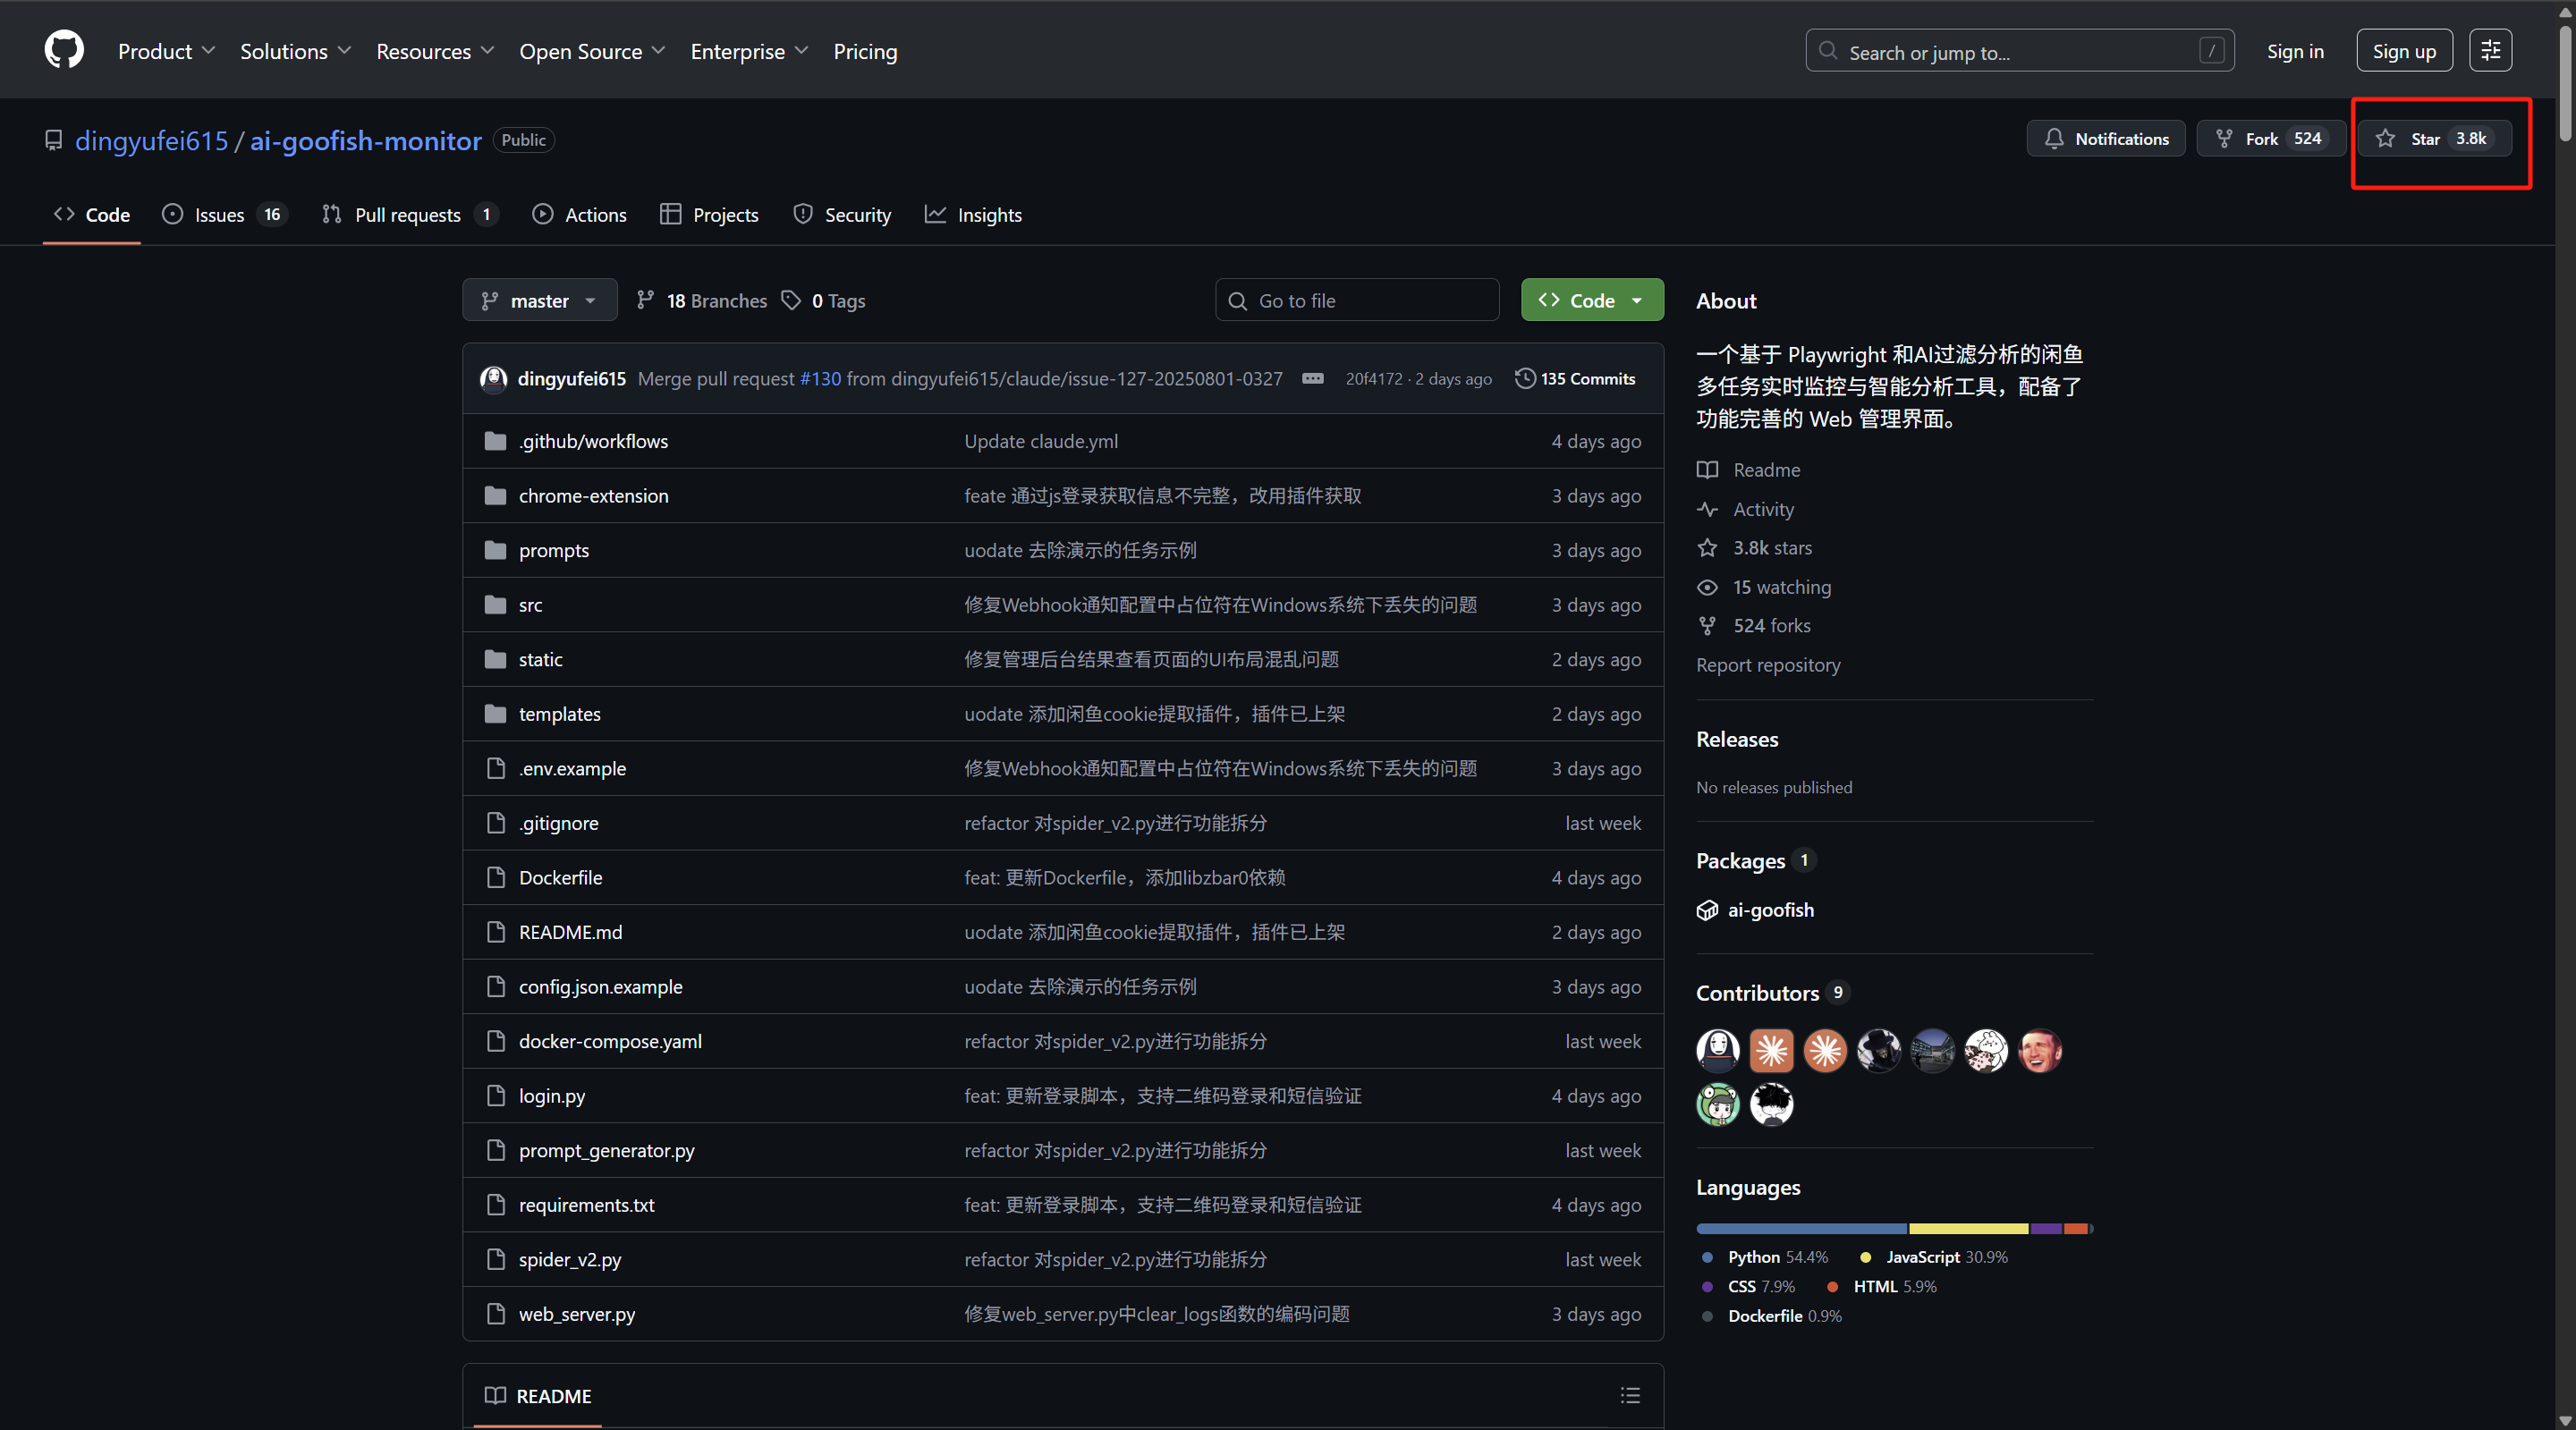 Product Solutions Resources Open Source Enterprise Pricing Search or jump to... / Sign in Sign up
dingyufei615 / ai-goofish-monitor Public Notifications Fork 524 Star 3.8k
Code Issues 16 Pull requests 1 Actions Projects Security Insights
master 18 Branches 0 Tags Go to file Code
dingyufei615 Merge pull request #130 from dingyufei615/claude/issue-127-20250801-0327 20f4172 · 2 days ago 135 Commits
.github/workflows Update claude.yml 4 days ago
chrome-extension feate 通过js登录获取信息不完整，改用插件获取 3 days ago
prompts uodate 去除演示的任务示例 3 days ago
src 修复Webhook通知配置中占位符在Windows系统下丢失的问题 3 days ago
static 修复管理后台结果查看页面的UI布局混乱问题 2 days ago
templates uodate 添加闲鱼cookie提取插件，插件已上架 2 days ago
.env.example 修复Webhook通知配置中占位符在Windows系统下丢失的问题 3 days ago
.gitignore refactor 对spider_v2.py进行功能拆分 last week
Dockerfile feat: 更新Dockerfile，添加libzbar0依赖 4 days ago
README.md uodate 添加闲鱼cookie提取插件，插件已上架 2 days ago
config.json.example uodate 去除演示的任务示例 3 days ago
docker-compose.yaml refactor 对spider_v2.py进行功能拆分 last week
login.py feat: 更新登录脚本，支持二维码登录和短信验证 4 days ago
prompt_generator.py refactor 对spider_v2.py进行功能拆分 last week
requirements.txt feat: 更新登录脚本，支持二维码登录和短信验证 4 days ago
spider_v2.py refactor 对spider_v2.py进行功能拆分 last week
web_server.py 修复web_server.py中clear_logs函数的编码问题 3 days ago
README
About
一个基于 Playwright 和AI过滤分析的闲鱼
多任务实时监控与智能分析工具，配备了
功能完善的 Web 管理界面。
Readme
Activity
3.8k stars
15 watching
524 forks
Report repository
Releases
No releases published
Packages 1
ai-goofish
Contributors 9
Languages
Python 54.4% JavaScript 30.9%
CSS 7.9% HTML 5.9%
Dockerfile 0.9%